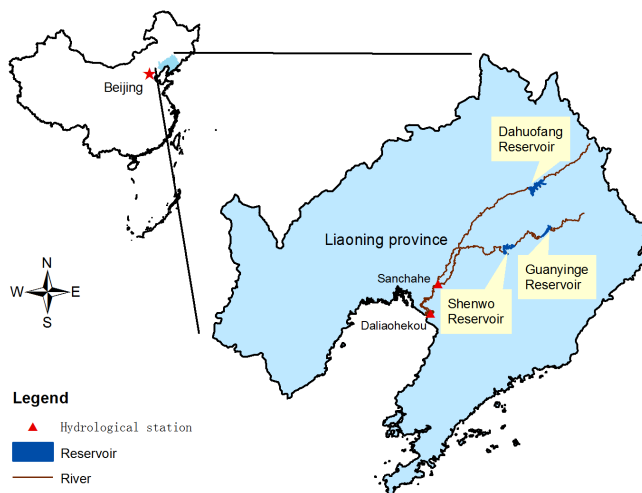 Beijing
Dahuofang
Reservoir
Liaoning province
Sanchahe
Guanyinge
Reservoir
Shenwo
Reservoir
Daliaohekou
N
W
E
S
Legend
Hydrological station
Reservoir
River